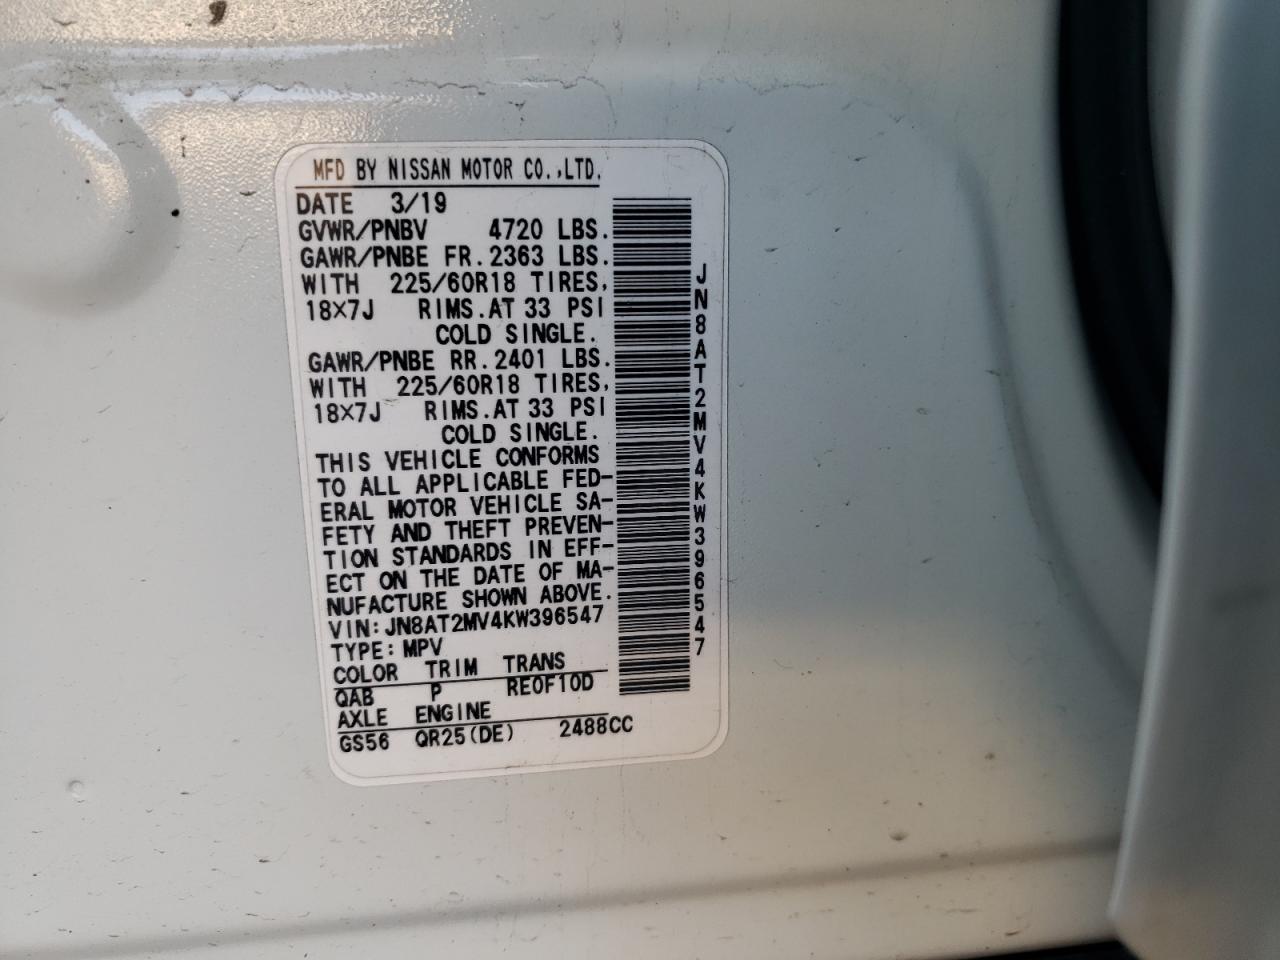 MFD BY NISSAN MOTOR CO.,LTD.
DATE 3/19
GVWR/PNBV 4720 LBS.
GAWR/PNBE FR.2363 LBS.
WITH 225/60R18 TIRES,
18×7J RIMS.AT 33 PSI
COLD SINGLE.
GAWR/PNBE RR.2401 LBS.
WITH 225/60R18 TIRES,
18×7J RIMS.AT 33 PSI
COLD SINGLE.
THIS VEHICLE CONFORMS
TO ALL APPLICABLE FED-
ERAL MOTOR VEHICLE SA-
FETY AND THEFT PREVEN-
TION STANDARDS IN EFF-
ECT ON THE DATE OF MA-
NUFACTURE SHOWN ABOVE.
VIN:JN8AT2MV4KW396547
TYPE:MPV
COLOR TRIM TRANS
QAB P RE0F10D
AXLE ENGINE
GS56 QR25(DE) 2488CC
JN8AT2MV4KW396547